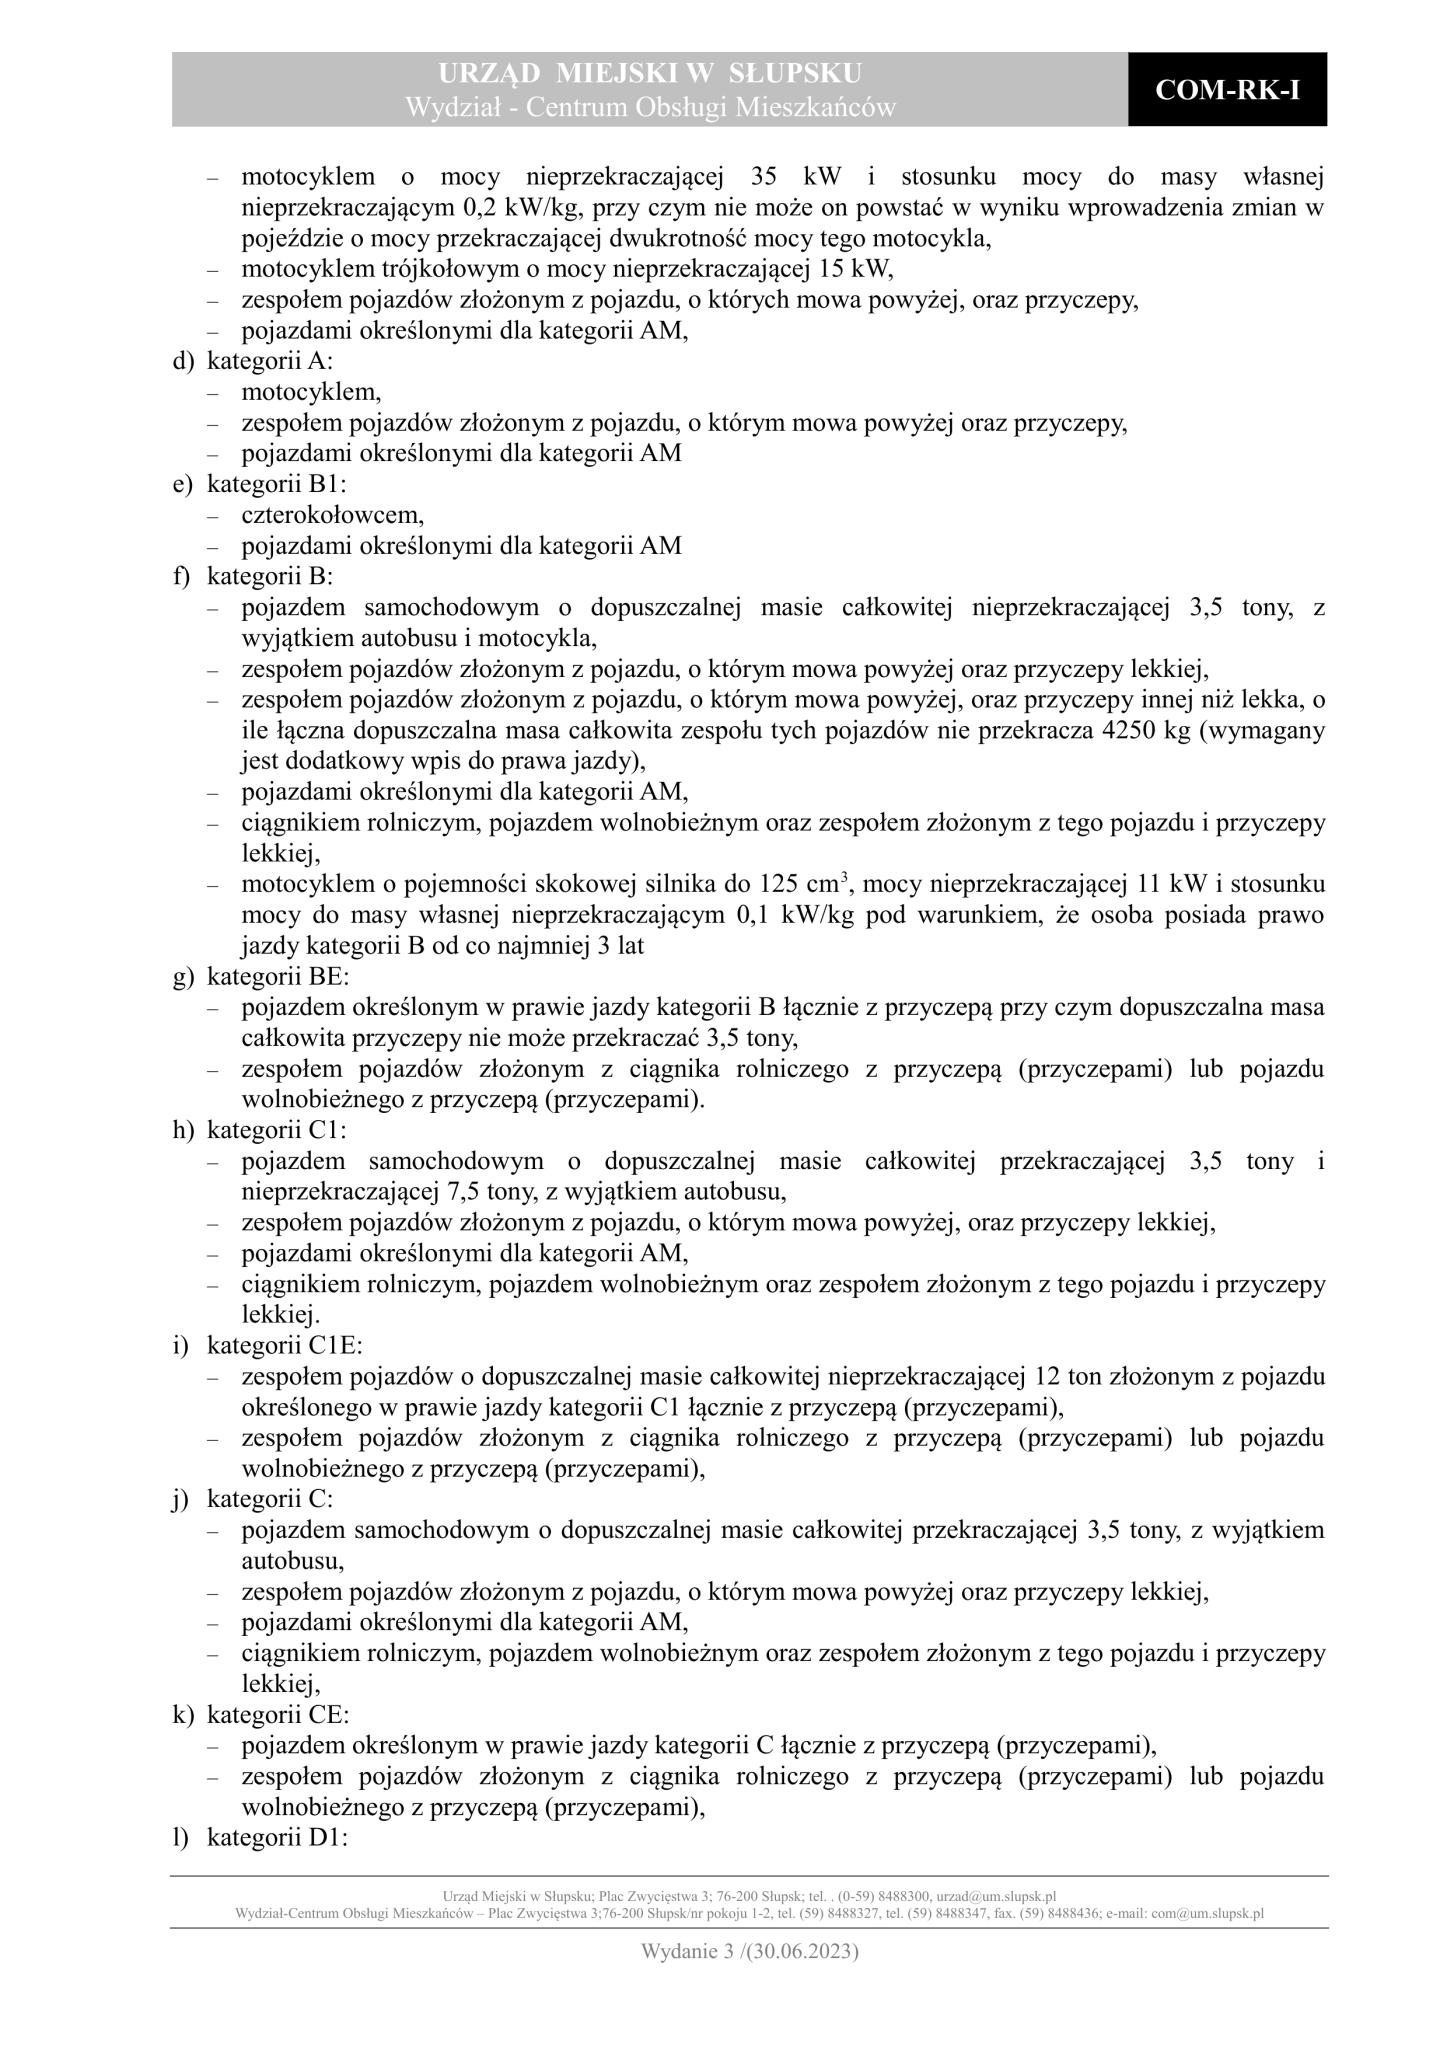 URZĄD MIEJSKI W SŁUPSKU
Wydział - Centrum Obsługi Mieszkańców
COM-RK-I
– motocyklem o mocy nieprzekraczającej 35 kW i stosunku mocy do masy własnej
nieprzekraczającym 0,2 kW/kg, przy czym nie może on powstać w wyniku wprowadzenia zmian w
pojeździe o mocy przekraczającej dwukrotność mocy tego motocykla,
– motocyklem trójkołowym o mocy nieprzekraczającej 15 kW,
– zespołem pojazdów złożonym z pojazdu, o których mowa powyżej, oraz przyczepy,
– pojazdami określonymi dla kategorii AM,
d) kategorii A:
– motocyklem,
– zespołem pojazdów złożonym z pojazdu, o którym mowa powyżej oraz przyczepy,
– pojazdami określonymi dla kategorii AM
e) kategorii B1:
– czterokołowcem,
– pojazdami określonymi dla kategorii AM
f) kategorii B:
– pojazdem samochodowym o dopuszczalnej masie całkowitej nieprzekraczającej 3,5 tony, z
wyjątkiem autobusu i motocykla,
– zespołem pojazdów złożonym z pojazdu, o którym mowa powyżej oraz przyczepy lekkiej,
– zespołem pojazdów złożonym z pojazdu, o którym mowa powyżej, oraz przyczepy innej niż lekka, o
ile łączna dopuszczalna masa całkowita zespołu tych pojazdów nie przekracza 4250 kg (wymagany
jest dodatkowy wpis do prawa jazdy),
– pojazdami określonymi dla kategorii AM,
– ciągnikiem rolniczym, pojazdem wolnobieżnym oraz zespołem złożonym z tego pojazdu i przyczepy
lekkiej,
– motocyklem o pojemności skokowej silnika do 125 cm³, mocy nieprzekraczającej 11 kW i stosunku
mocy do masy własnej nieprzekraczającym 0,1 kW/kg pod warunkiem, że osoba posiada prawo
jazdy kategorii B od co najmniej 3 lat
g) kategorii BE:
– pojazdem określonym w prawie jazdy kategorii B łącznie z przyczepą przy czym dopuszczalna masa
całkowita przyczepy nie może przekraczać 3,5 tony,
– zespołem pojazdów złożonym z ciągnika rolniczego z przyczepą (przyczepami) lub pojazdu
wolnobieżnego z przyczepą (przyczepami).
h) kategorii C1:
– pojazdem samochodowym o dopuszczalnej masie całkowitej przekraczającej 3,5 tony i
nieprzekraczającej 7,5 tony, z wyjątkiem autobusu,
– zespołem pojazdów złożonym z pojazdu, o którym mowa powyżej, oraz przyczepy lekkiej,
– pojazdami określonymi dla kategorii AM,
– ciągnikiem rolniczym, pojazdem wolnobieżnym oraz zespołem złożonym z tego pojazdu i przyczepy
lekkiej.
i) kategorii C1E:
– zespołem pojazdów o dopuszczalnej masie całkowitej nieprzekraczającej 12 ton złożonym z pojazdu
określonego w prawie jazdy kategorii C1 łącznie z przyczepą (przyczepami),
– zespołem pojazdów złożonym z ciągnika rolniczego z przyczepą (przyczepami) lub pojazdu
wolnobieżnego z przyczepą (przyczepami),
j) kategorii C:
– pojazdem samochodowym o dopuszczalnej masie całkowitej przekraczającej 3,5 tony, z wyjątkiem
autobusu,
– zespołem pojazdów złożonym z pojazdu, o którym mowa powyżej oraz przyczepy lekkiej,
– pojazdami określonymi dla kategorii AM,
– ciągnikiem rolniczym, pojazdem wolnobieżnym oraz zespołem złożonym z tego pojazdu i przyczepy
lekkiej,
k) kategorii CE:
– pojazdem określonym w prawie jazdy kategorii C łącznie z przyczepą (przyczepami),
– zespołem pojazdów złożonym z ciągnika rolniczego z przyczepą (przyczepami) lub pojazdu
wolnobieżnego z przyczepą (przyczepami),
l) kategorii D1:
Urząd Miejski w Słupsku; Plac Zwycięstwa 3; 76-200 Słupsk; tel. . (0-59) 8488300, urzad@um.slupsk.pl
Wydział-Centrum Obsługi Mieszkańców – Plac Zwycięstwa 3;76-200 Słupsk/nr pokoju 1-2, tel. (59) 8488327, tel. (59) 8488347, fax. (59) 8488436; e-mail: com@um.slupsk.pl
Wydanie 3 /(30.06.2023)